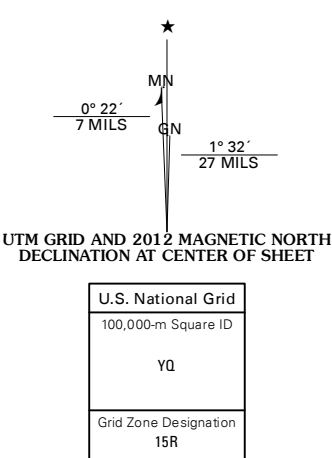 ★
MN
0° 22´
7 MILS
GN
1° 32´
27 MILS
UTM GRID AND 2012 MAGNETIC NORTH
DECLINATION AT CENTER OF SHEET
U.S. National Grid
100,000-m Square ID
YQ
Grid Zone Designation
15R